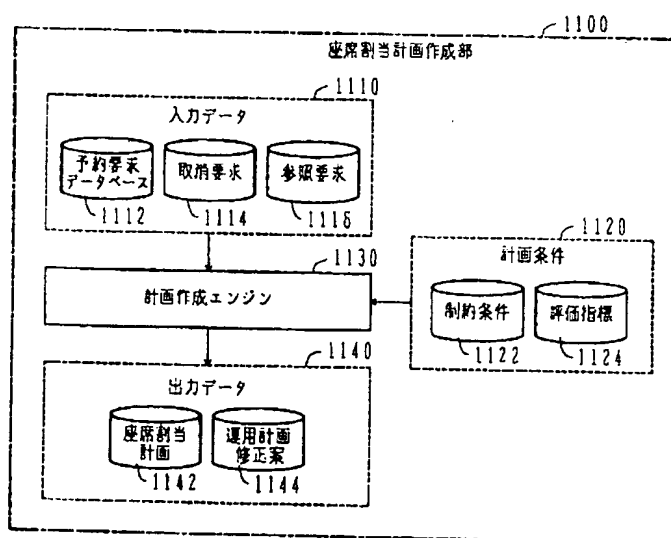 1100
座席割当計画作成部
1110
入力データ
予約要求
データベース
1112
取消要求
1114
参照要求
1116
1120
計画条件
制約条件
1122
評価指標
1124
1130
計画作成エンジン
1140
出力データ
座席割当
計画
1142
運用計画
修正案
1144